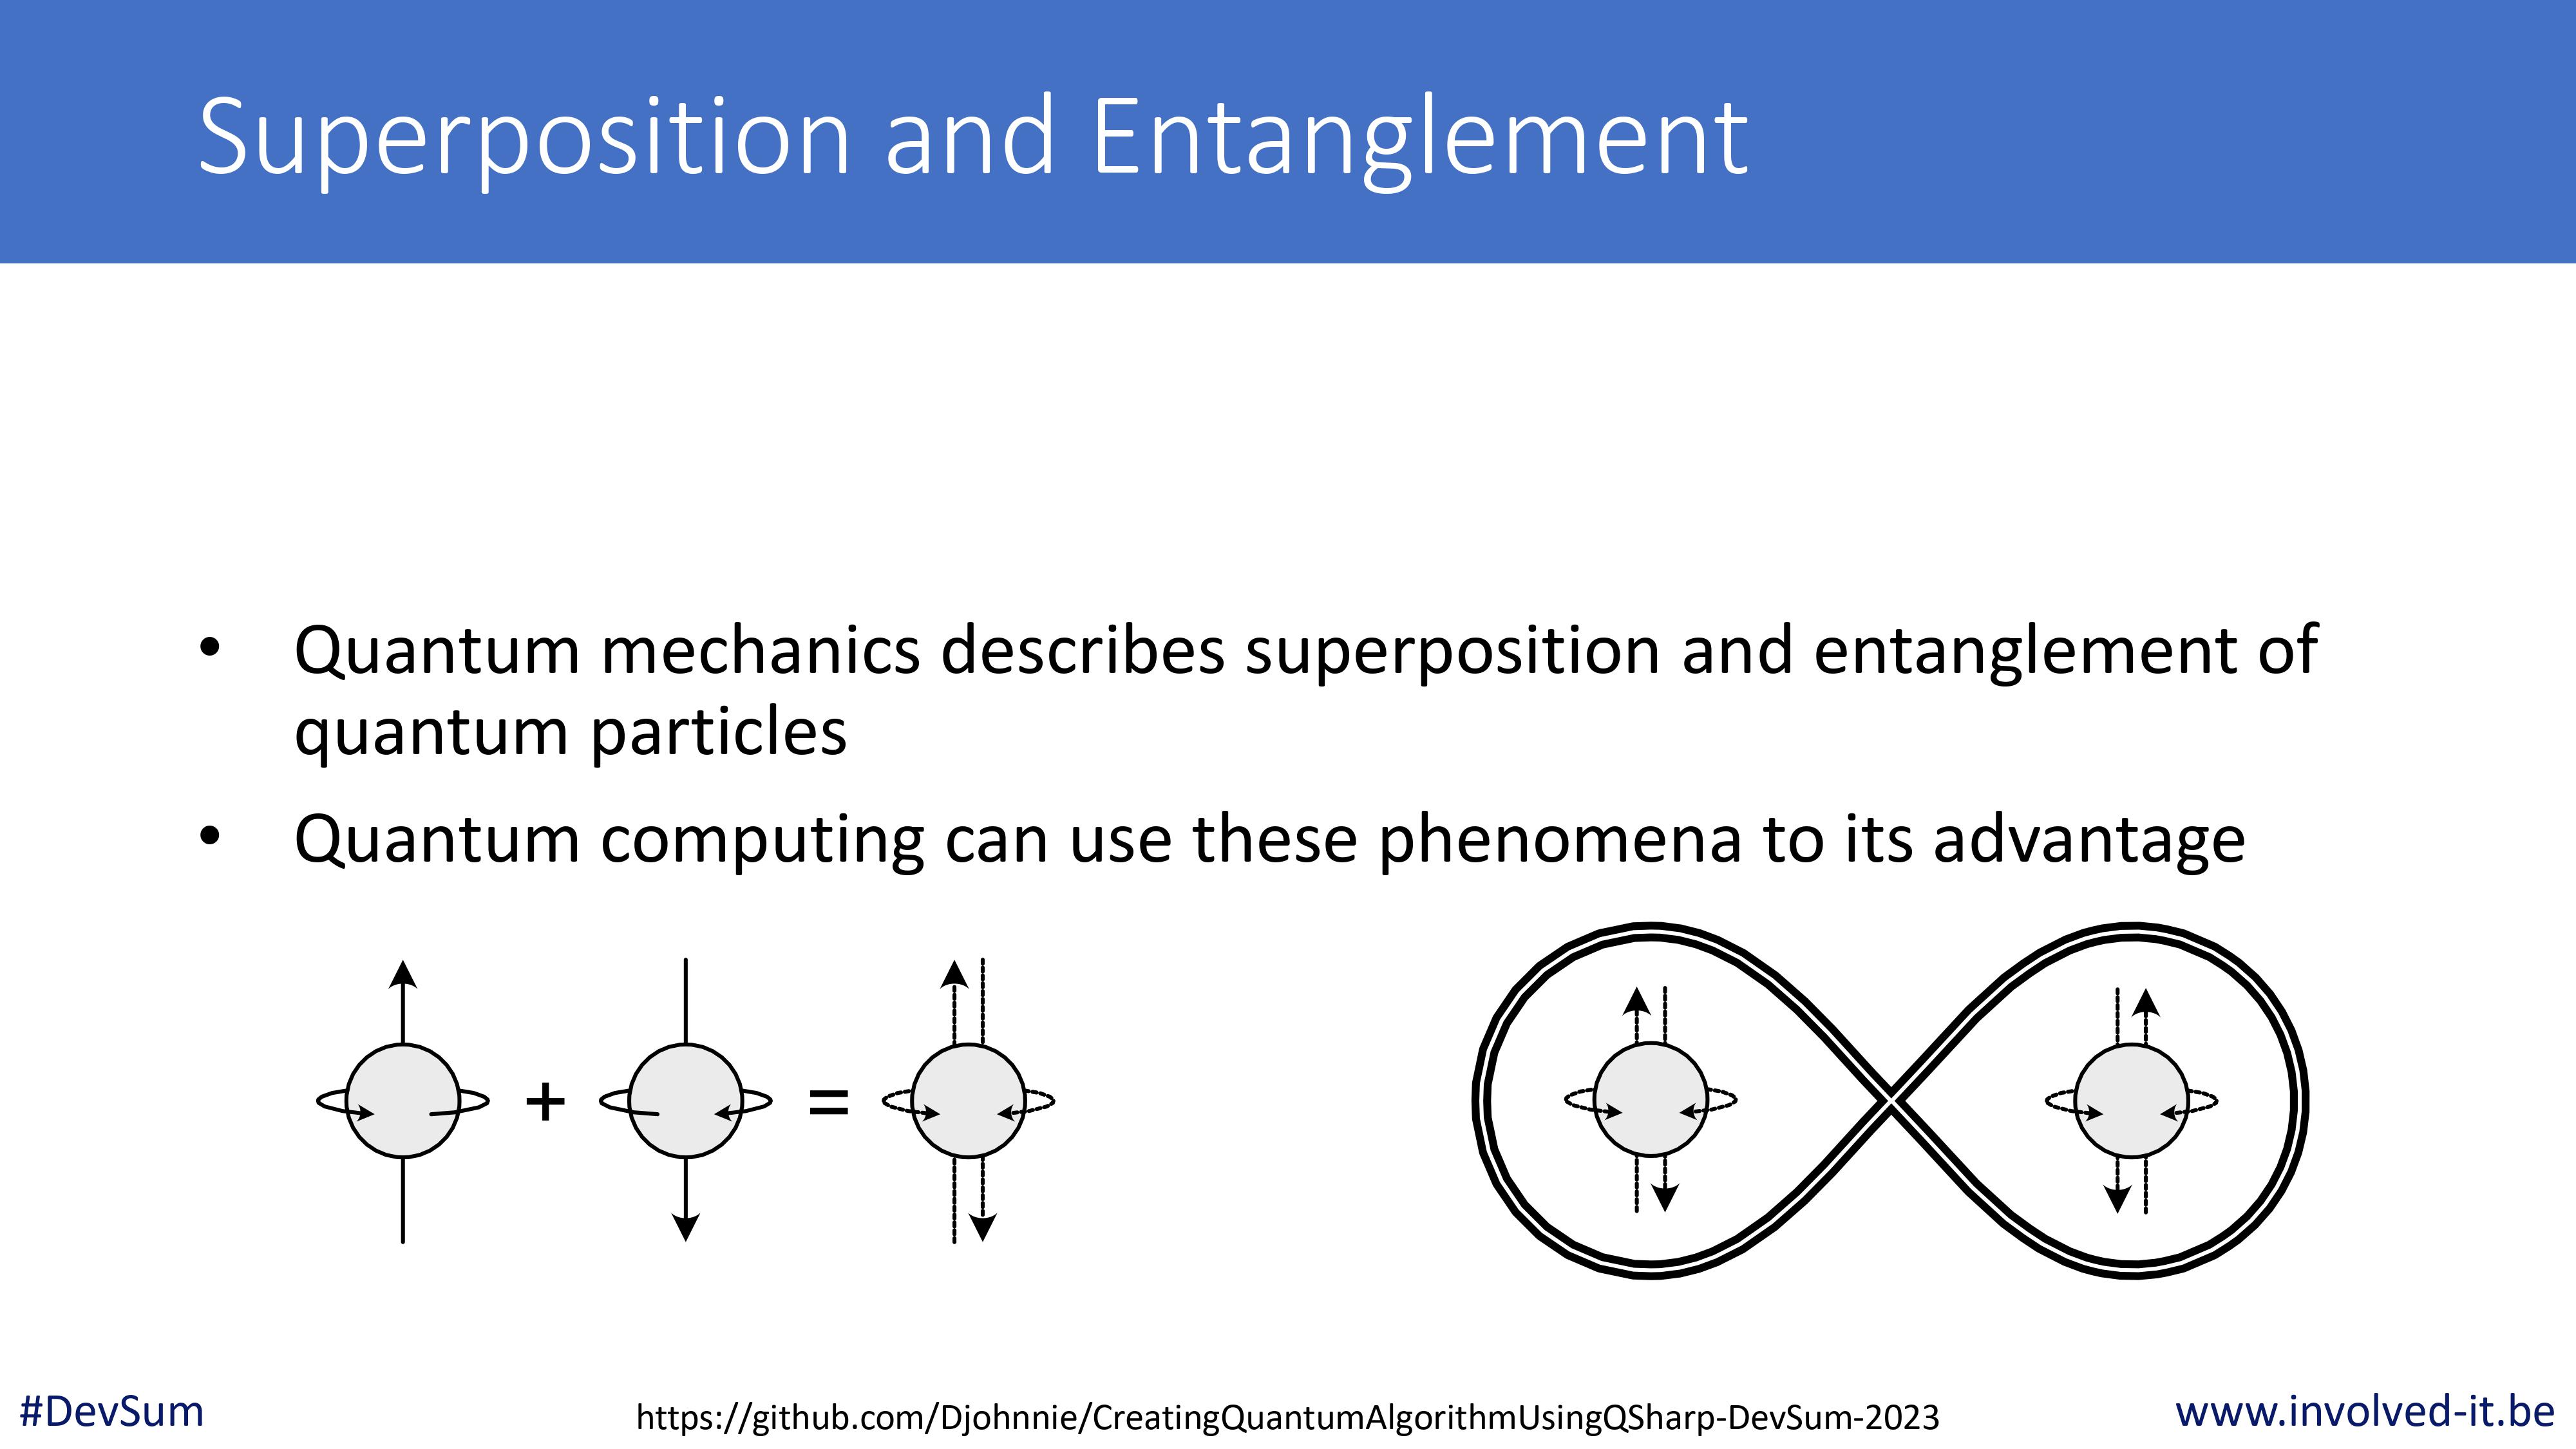 Superposition and Entanglement
• Quantum mechanics describes superposition and entanglement of
quantum particles
• Quantum computing can use these phenomena to its advantage
+ =
#DevSum
https://github.com/Djohnnie/CreatingQuantumAlgorithmUsingQSharp-DevSum-2023
www.involved-it.be